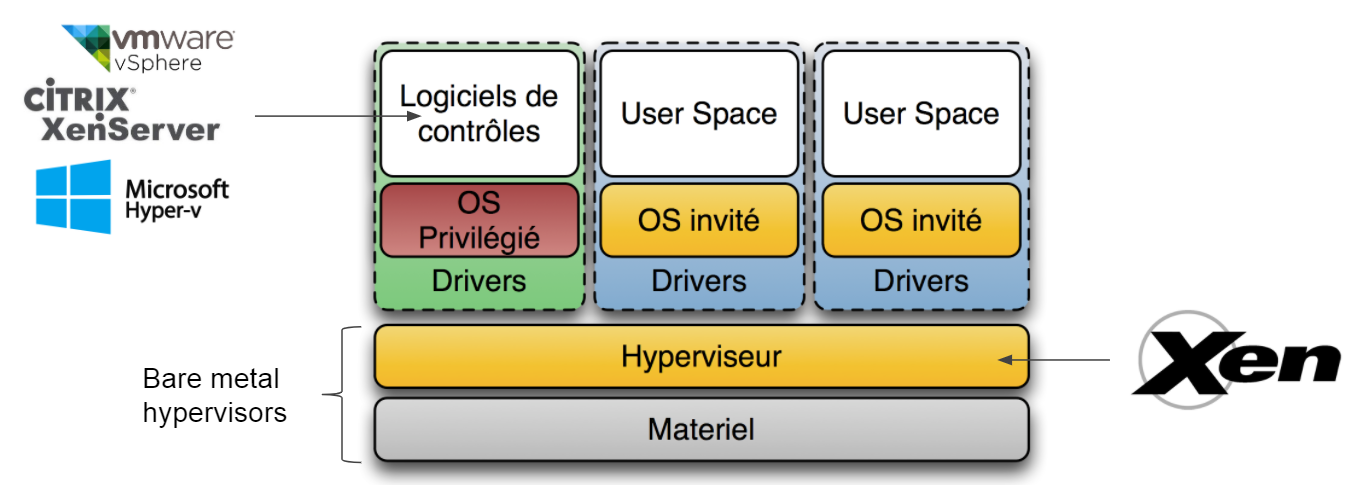 vmware
vSphere
CiTRIX®
XenServer
Microsoft
Hyper-v
Logiciels de
contrôles
OS
Privilégié
Drivers
User Space
OS invité
Drivers
User Space
OS invité
Drivers
Bare metal
hypervisors
Hyperviseur
Materiel
Xen